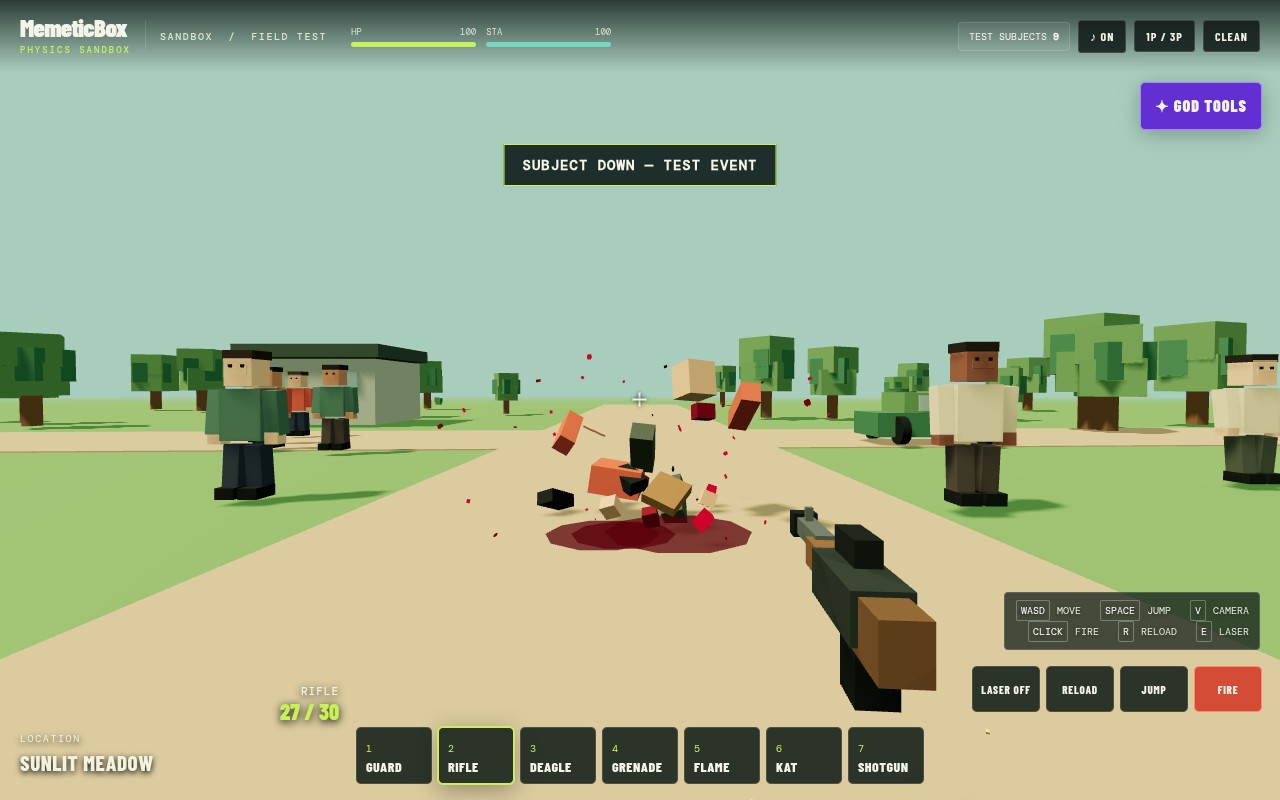 MemeticBox
PHYSICS SANDBOX
SANDBOX / FIELD TEST
HP 100 STA 100
TEST SUBJECTS 9
♪ ON
1P / 3P
CLEAN
✦ GOD TOOLS
SUBJECT DOWN — TEST EVENT
WASD MOVE SPACE JUMP V CAMERA
CLICK FIRE R RELOAD E LASER
LASER OFF
RELOAD
JUMP
FIRE
RIFLE
27 / 30
LOCATION
SUNLIT MEADOW
1
GUARD
2
RIFLE
3
DEAGLE
4
GRENADE
5
FLAME
6
KAT
7
SHOTGUN